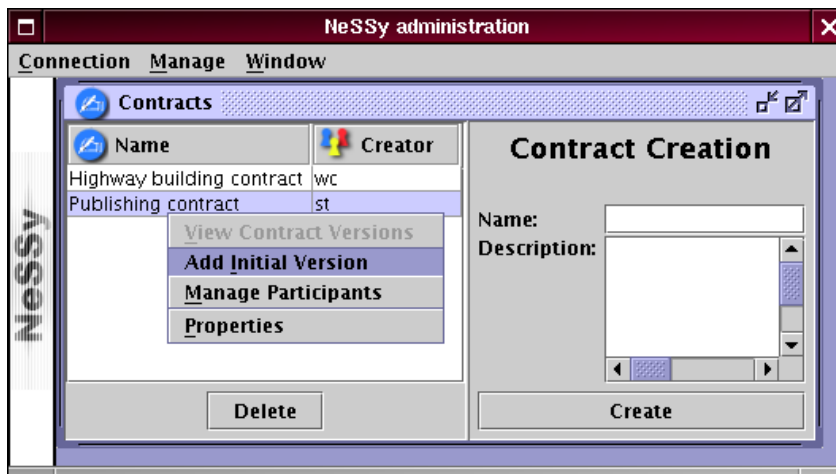 NeSSy administration
Connection Manage Window
Contracts
Name Creator
Highway building contract wc
Publishing contract st
View Contract Versions
Add Initial Version
Manage Participants
Properties
Delete
Contract Creation
Name:
Description:
Create
NeSSy